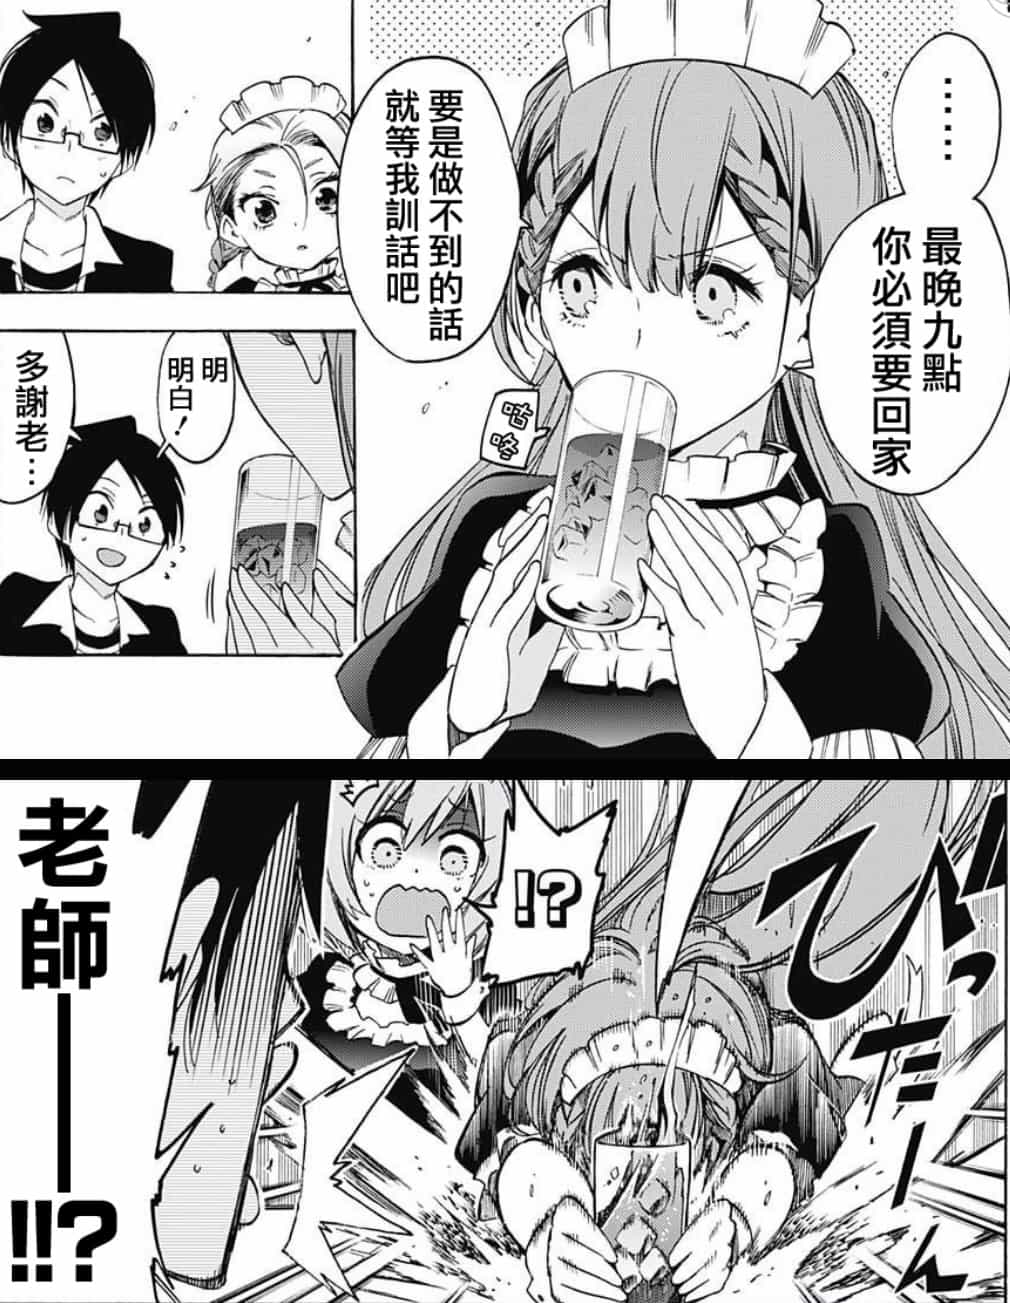 ……
最晚九點
你必須要回家
要是做不到的話
就等我訓話吧
咕咚
明
明白！
多謝老…
!?
びたーん
老師——!!?